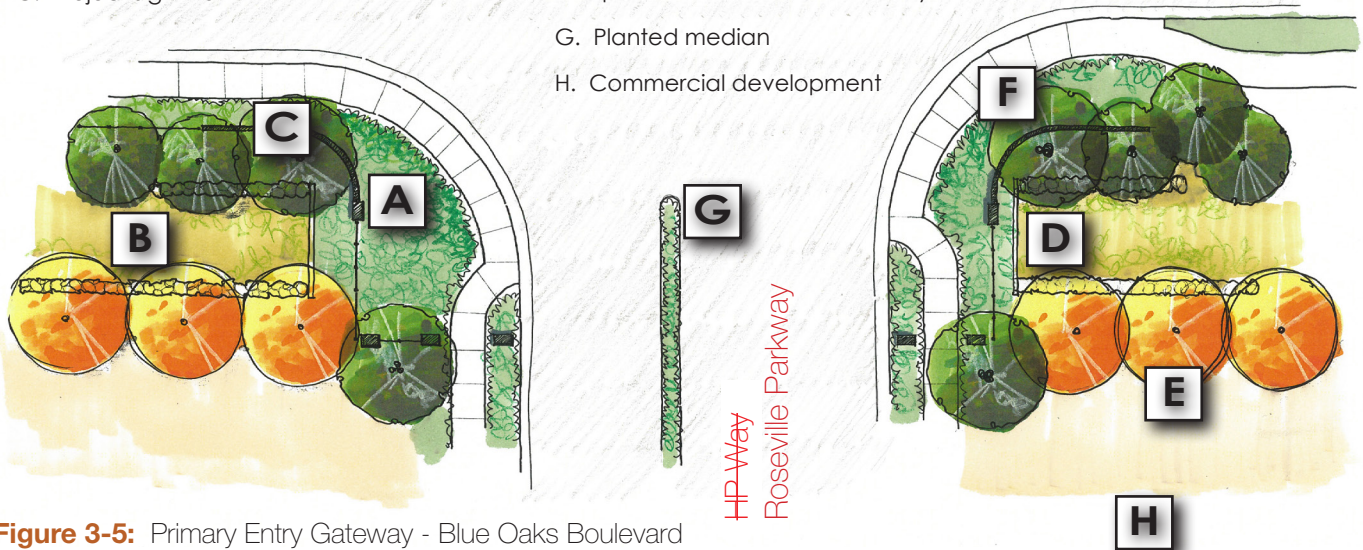 G. Planted median
H. Commercial development
F
C
A
G
B
D
~~HP Way~~
Roseville Parkway
E
H
Figure 3-5: Primary Entry Gateway - Blue Oaks Boulevard